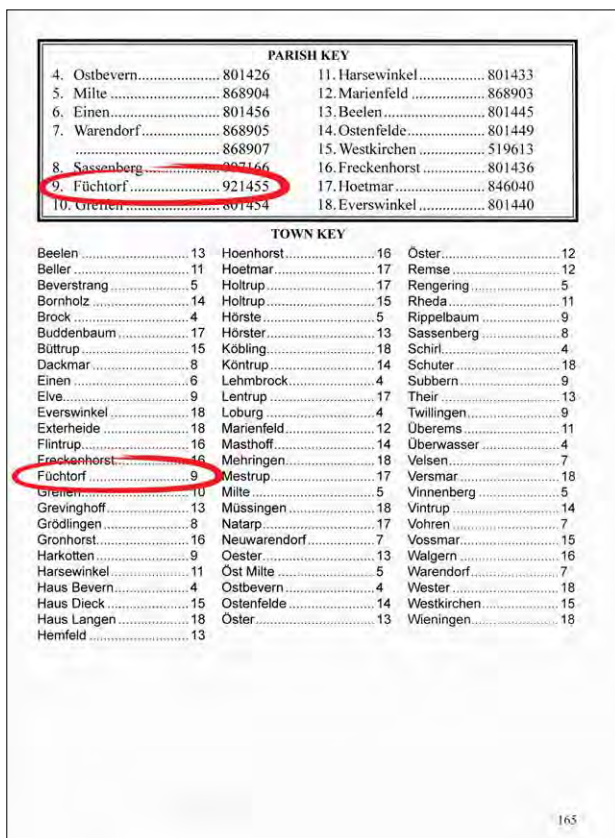 PARISH KEY
4. Ostbevern.....................801426
5. Milte.............................868904
6. Einen............................801456
7. Warendorf....................868905
.....................................868907
8. Sassenberg
9. Füchtorf.......................921455
10. Greffen.......................801454
11. Harsewinkel.................801433
12. Marienfeld...................868903
13. Beelen.........................801445
14. Ostenfelde...................801449
15. Westkirchen.................519613
16. Freckenhorst................801436
17. Hoetmar......................846040
18. Everswinkel.................801440
TOWN KEY
Beelen..............................13
Beller................................11
Beverstrang........................5
Bornholz...........................14
Brock..................................4
Buddenbaum....................17
Büttrup..............................15
Dackmar.............................8
Einen..................................6
Elve....................................9
Everswinkel......................18
Exterheide........................18
Flintrup..............................16
Freckenhorst....................16
Füchtorf..............................9
Greffen.............................10
Grevinghoff.......................13
Grödlingen..........................8
Gronhorst..........................16
Harkotten............................9
Harsewinkel......................11
Haus Bevern.......................4
Haus Dieck.......................15
Haus Langen....................18
Hemfeld............................13
Hoenhorst.........................16
Hoetmar............................17
Holtrup..............................17
Holtrup..............................15
Hörste.................................5
Hörster..............................13
Köbling..............................18
Köntrup.............................14
Lehmbrock..........................4
Lentrup.............................17
Loburg................................4
Marienfeld.........................12
Masthoff............................14
Mehringen.........................18
Mestrup.............................17
Milte...................................5
Müssingen........................18
Natarp...............................17
Neuwarendorf.....................7
Oester...............................13
Öst Milte.............................5
Ostbevern...........................4
Ostenfelde........................14
Öster.................................13
Öster.................................12
Remse..............................12
Rengering...........................5
Rheda...............................11
Rippelbaum........................9
Sassenberg........................8
Schirl..................................4
Schuter.............................18
Subbern..............................9
Their..................................13
Twillingen............................9
Überems...........................11
Überwasser........................4
Velsen................................7
Versmar............................18
Vinnenberg.........................5
Vintrup..............................14
Vohren................................7
Vossmar............................15
Walgern............................16
Warendorf...........................7
Wester..............................18
Westkirchen......................15
Wieningen.........................18
165